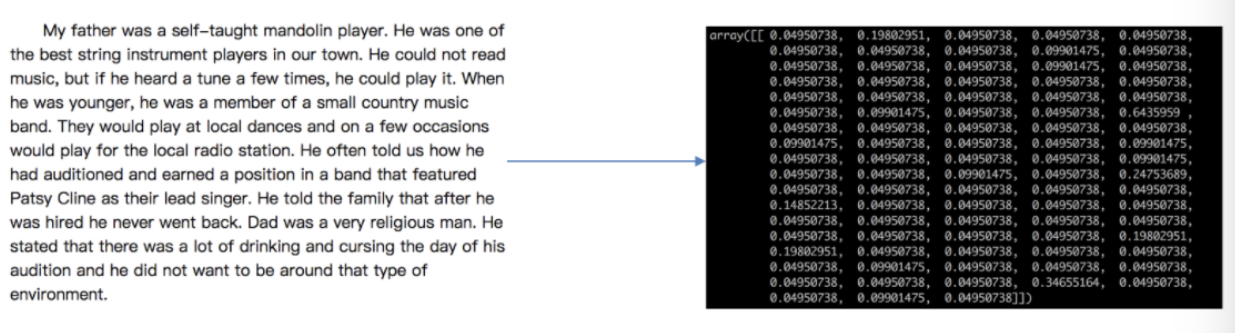 My father was a self-taught mandolin player. He was one of
the best string instrument players in our town. He could not read
music, but if he heard a tune a few times, he could play it. When
he was younger, he was a member of a small country music
band. They would play at local dances and on a few occasions
would play for the local radio station. He often told us how he
had auditioned and earned a position in a band that featured
Patsy Cline as their lead singer. He told the family that after he
was hired he never went back. Dad was a very religious man. He
stated that there was a lot of drinking and cursing the day of his
audition and he did not want to be around that type of
environment.
array([[ 0.04950738, 0.19802951, 0.04950738, 0.04950738, 0.04950738,
0.04950738, 0.04950738, 0.04950738, 0.09901475, 0.04950738,
0.04950738, 0.04950738, 0.04950738, 0.09901475, 0.04950738,
0.04950738, 0.04950738, 0.04950738, 0.04950738, 0.04950738,
0.04950738, 0.04950738, 0.04950738, 0.04950738, 0.04950738,
0.04950738, 0.09901475, 0.04950738, 0.04950738, 0.6435959 ,
0.04950738, 0.04950738, 0.04950738, 0.04950738, 0.04950738,
0.09901475, 0.04950738, 0.04950738, 0.04950738, 0.09901475,
0.04950738, 0.04950738, 0.04950738, 0.04950738, 0.09901475,
0.04950738, 0.04950738, 0.09901475, 0.04950738, 0.24753689,
0.04950738, 0.04950738, 0.04950738, 0.04950738, 0.04950738,
0.14852213, 0.04950738, 0.04950738, 0.04950738, 0.04950738,
0.04950738, 0.04950738, 0.04950738, 0.04950738, 0.04950738,
0.04950738, 0.04950738, 0.04950738, 0.04950738, 0.19802951,
0.19802951, 0.04950738, 0.04950738, 0.04950738, 0.04950738,
0.04950738, 0.09901475, 0.04950738, 0.04950738, 0.04950738,
0.04950738, 0.04950738, 0.04950738, 0.34655164, 0.04950738,
0.04950738, 0.09901475, 0.04950738]])